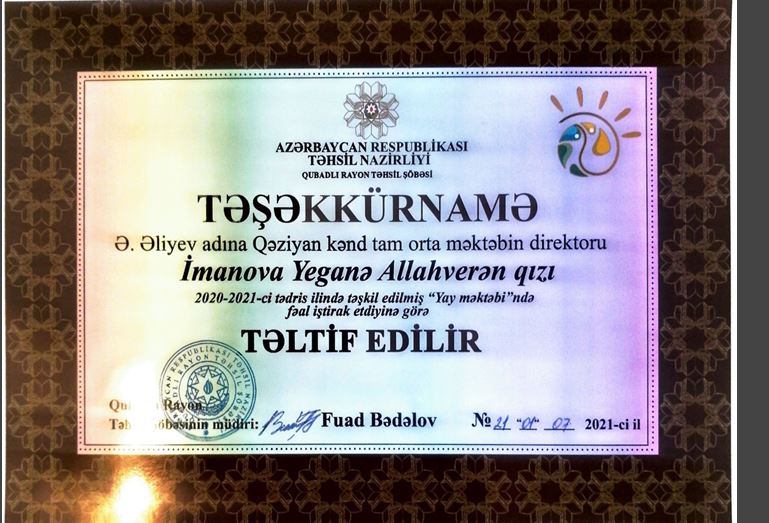 AZƏRBAYCAN RESPUBLİKASI
TƏHSİL NAZİRLİYİ
QUBADLI RAYON TƏHSİL ŞÖBƏSİ
TƏŞƏKKÜRNAMƏ
Ə. Əliyev adına Qəziyan kənd tam orta məktəbin direktoru
İmanova Yeganə Allahverən qızı
2020-2021-ci tədris ilində təşkil edilmiş “Yay məktəbi”ndə
fəal iştirak etdiyinə görə
TƏLTİF EDİLİR
Rayon
müdiri: Fuad Bədəlov № 21 “01” 07 2021-ci il